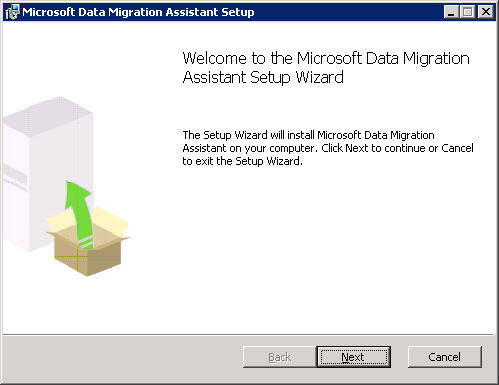 Microsoft Data Migration Assistant Setup
Welcome to the Microsoft Data Migration
Assistant Setup Wizard
The Setup Wizard will install Microsoft Data Migration
Assistant on your computer. Click Next to continue or Cancel
to exit the Setup Wizard.
Back Next Cancel